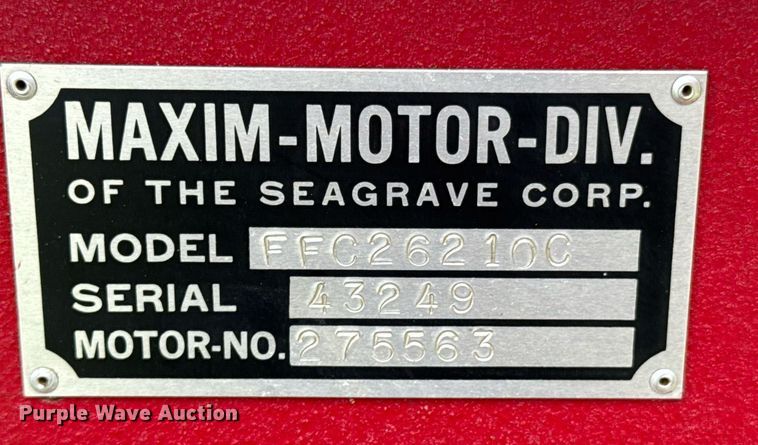 MAXIM-MOTOR-DIV.
OF THE SEAGRAVE CORP.
MODEL FFC26210C
SERIAL 43249
MOTOR-NO. 275563
Purple Wave Auction